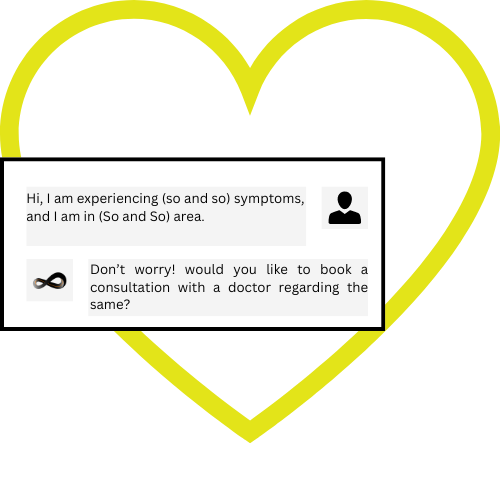 Hi, I am experiencing (so and so) symptoms,
and I am in (So and So) area.
Don’t worry! would you like to book a
consultation with a doctor regarding the
same?